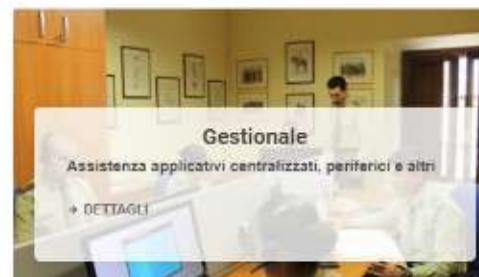 Gestionale
Assistenza applicativi centralizzati, periferici e altri
→ DETTAGLI